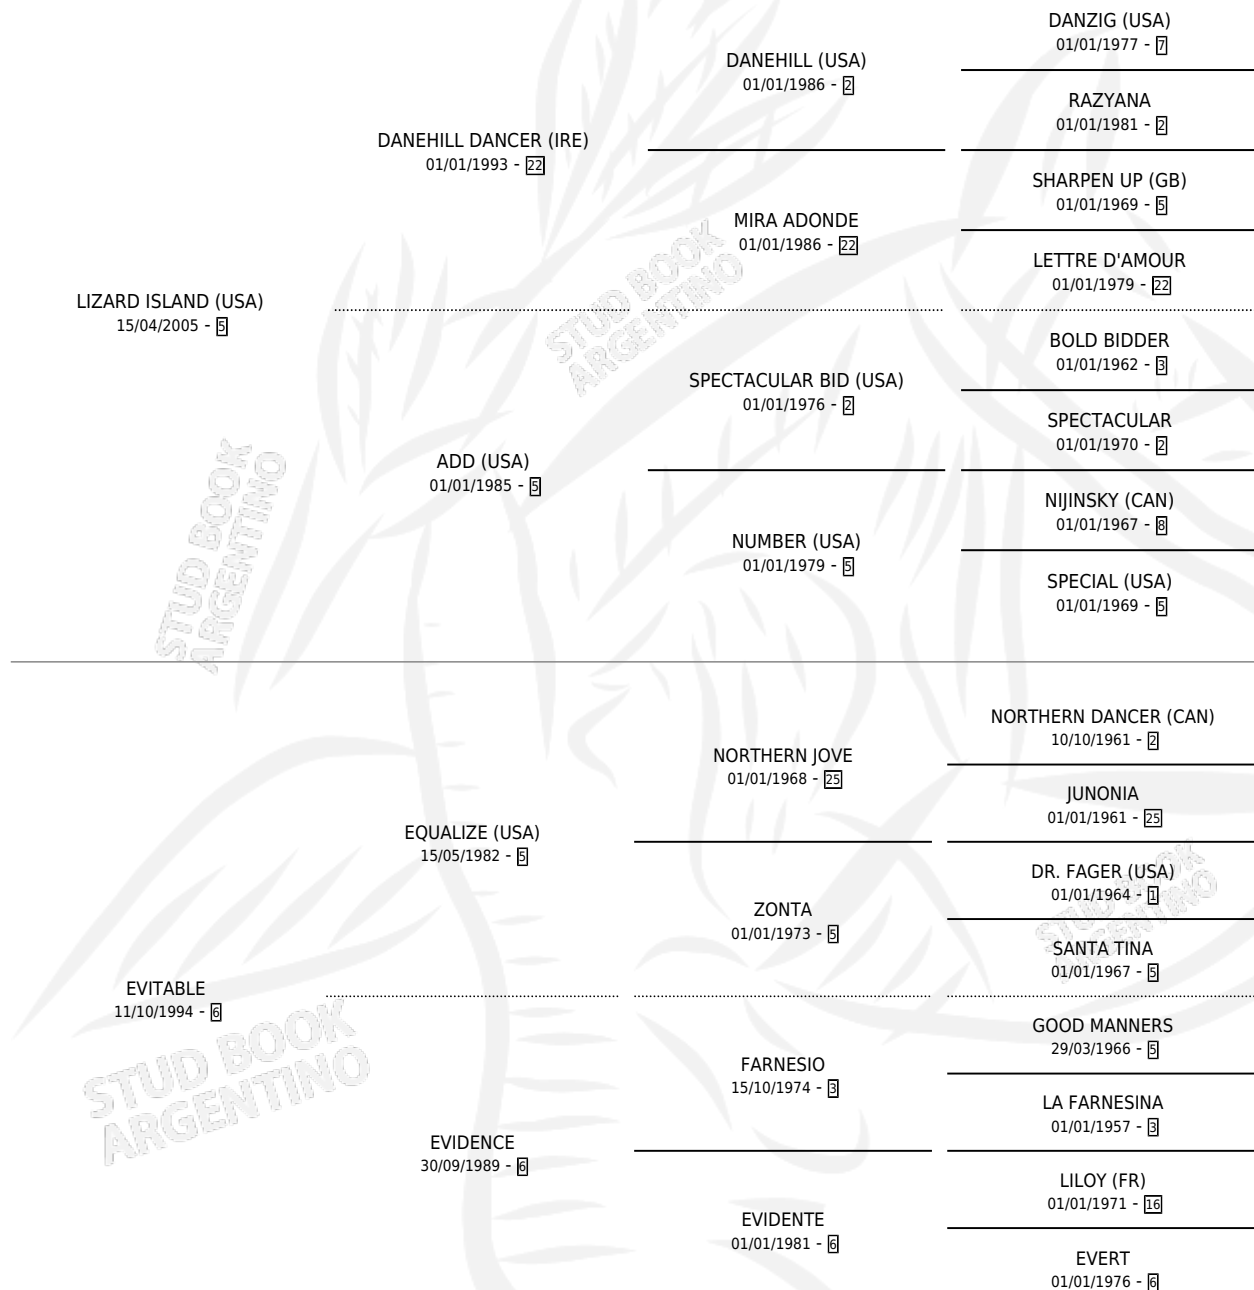 LIZARD ISLAND (USA)
15/04/2005 - 5
DANEHILL DANCER (IRE)
01/01/1993 - 22
DANEHILL (USA)
01/01/1986 - 2
DANZIG (USA)
01/01/1977 - 7
RAZYANA
01/01/1981 - 2
MIRA ADONDE
01/01/1986 - 22
SHARPEN UP (GB)
01/01/1969 - 5
LETTRE D'AMOUR
01/01/1979 - 22
ADD (USA)
01/01/1985 - 5
SPECTACULAR BID (USA)
01/01/1976 - 2
BOLD BIDDER
01/01/1962 - 3
SPECTACULAR
01/01/1970 - 2
NUMBER (USA)
01/01/1979 - 5
NIJINSKY (CAN)
01/01/1967 - 8
SPECIAL (USA)
01/01/1969 - 5
EVITABLE
11/10/1994 - 6
EQUALIZE (USA)
15/05/1982 - 5
NORTHERN JOVE
01/01/1968 - 25
NORTHERN DANCER (CAN)
10/10/1961 - 2
JUNONIA
01/01/1961 - 25
ZONTA
01/01/1973 - 5
DR. FAGER (USA)
01/01/1964 - 1
SANTA TINA
01/01/1967 - 5
EVIDENCE
30/09/1989 - 6
FARNESIO
15/10/1974 - 3
GOOD MANNERS
29/03/1966 - 5
LA FARNESINA
01/01/1957 - 3
EVIDENTE
01/01/1981 - 6
LILOY (FR)
01/01/1971 - 16
EVERT
01/01/1976 - 6
STUD BOOK
ARGENTINO
STUD BOOK
ARGENTINO
STUD BOOK
ARGENTINO
STUD BOOK
ARGENTINO